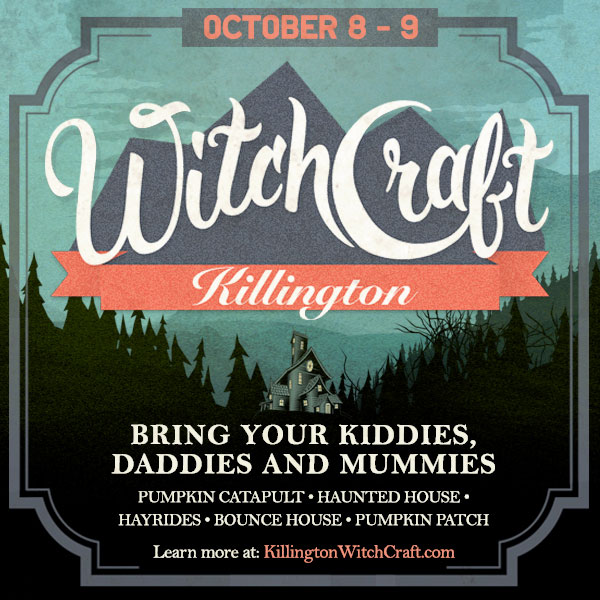 OCTOBER 8 - 9
WitchCraft
Killington
BRING YOUR KIDDIES,
DADDIES AND MUMMIES
PUMPKIN CATAPULT • HAUNTED HOUSE •
HAYRIDES • BOUNCE HOUSE • PUMPKIN PATCH
Learn more at: KillingtonWitchCraft.com